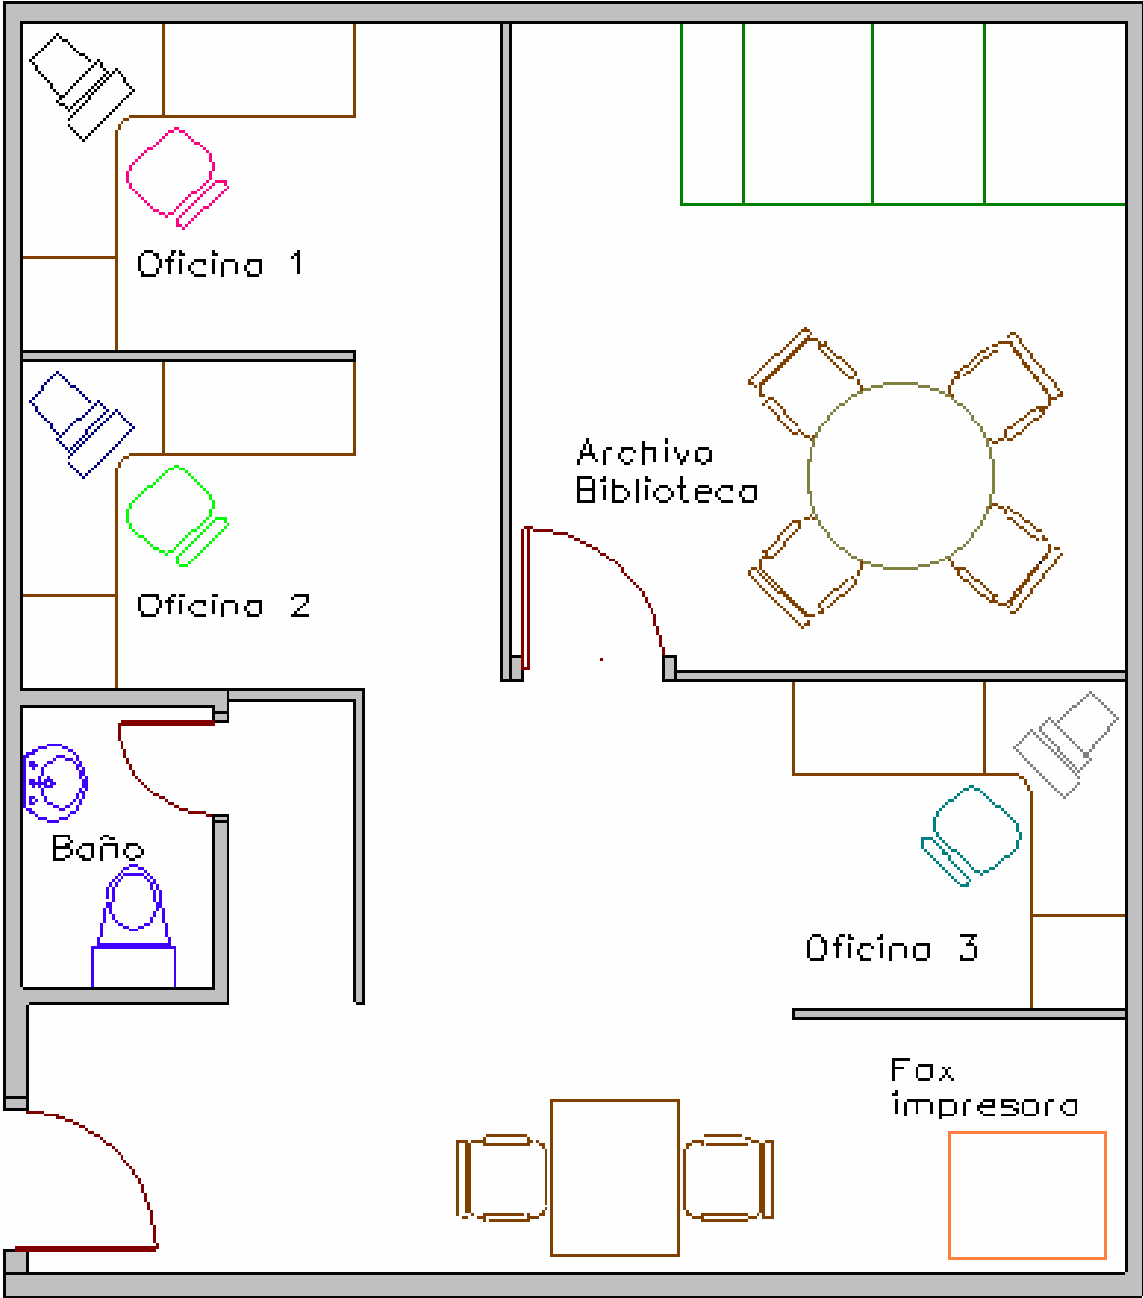 Oficina 1
Archivo
Biblioteca
Oficina 2
Baño
Oficina 3
Fax
impresora